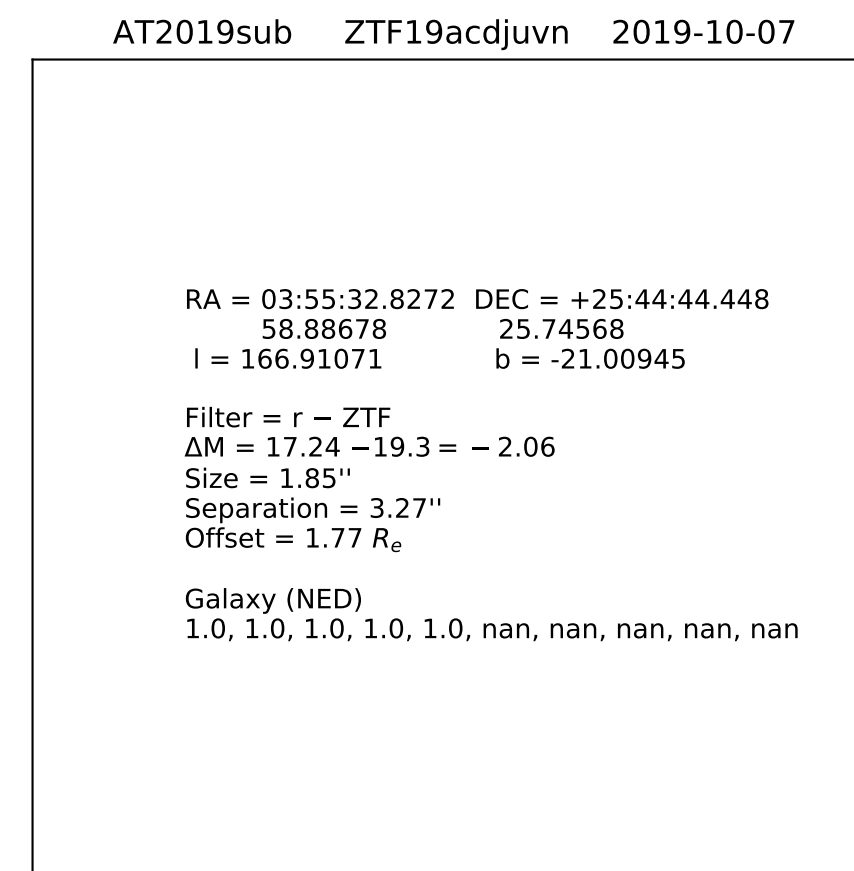 AT2019sub ZTF19acdjuvn 2019-10-07
RA = 03:55:32.8272 DEC = +25:44:44.448
58.88678 25.74568
l = 166.91071 b = -21.00945
Filter = r − ZTF
ΔM = 17.24 −19.3 = − 2.06
Size = 1.85''
Separation = 3.27''
Offset = 1.77 Rₑ
Galaxy (NED)
1.0, 1.0, 1.0, 1.0, 1.0, nan, nan, nan, nan, nan